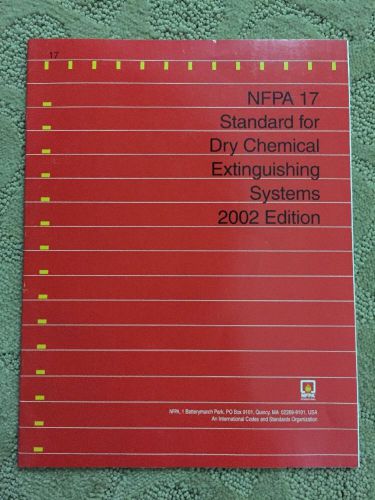 17
NFPA 17
Standard for
Dry Chemical
Extinguishing
Systems
2002 Edition
NFPA
NFPA, 1 Batterymarch Park, PO Box 9101, Quincy, MA 02269-9101, USA
An International Codes and Standards Organization